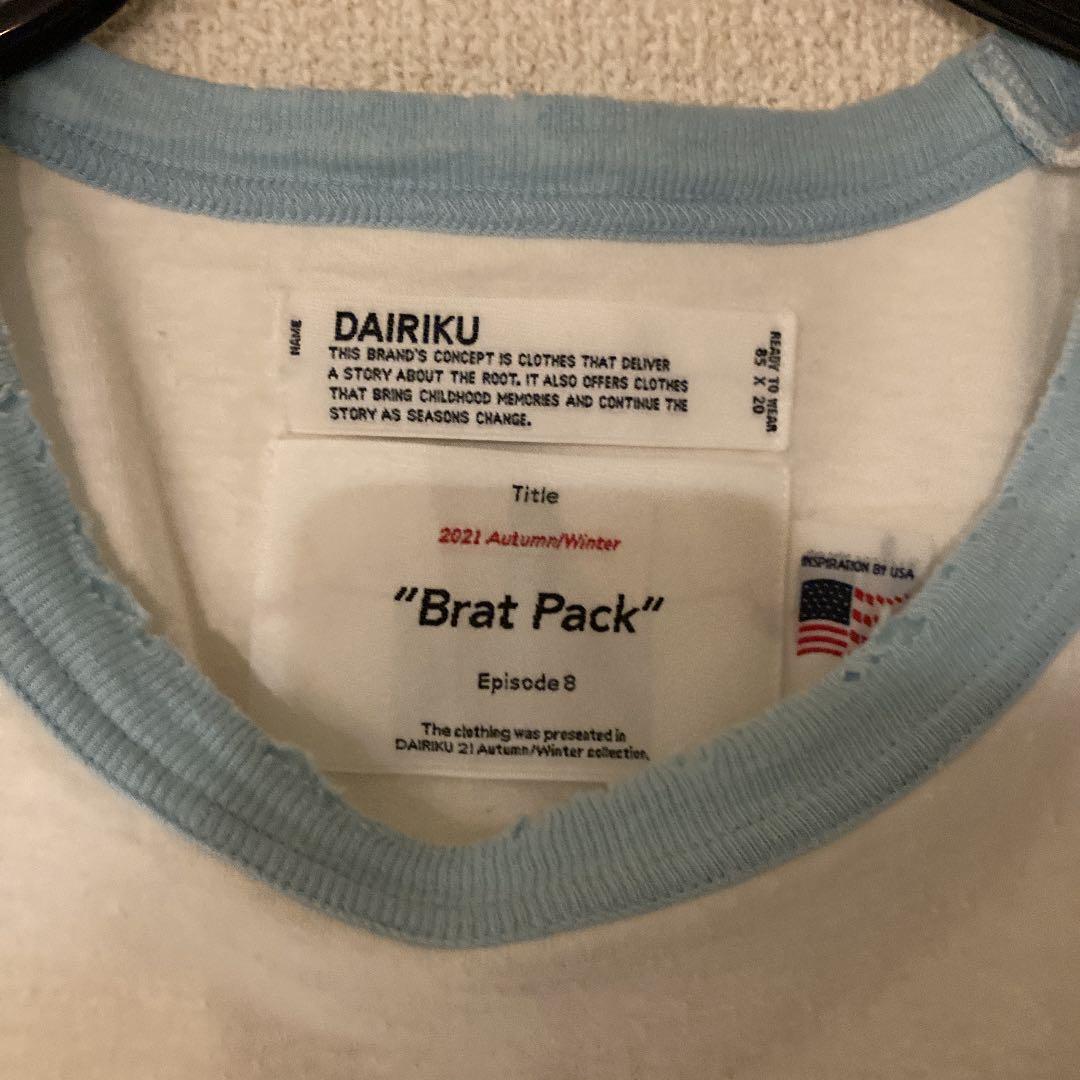 NAME
DAIRIKU
THIS BRAND'S CONCEPT IS CLOTHES THAT DELIVER
A STORY ABOUT THE ROOT. IT ALSO OFFERS CLOTHES
THAT BRING CHILDHOOD MEMORIES AND CONTINUE THE
STORY AS SEASONS CHANGE.
READY TO WEAR
85 X 20
Title
2021 Autumn/Winter
"Brat Pack"
Episode 8
The clothing was presented in
DAIRIKU 21 Autumn/Winter collection.
INSPIRATION BY USA